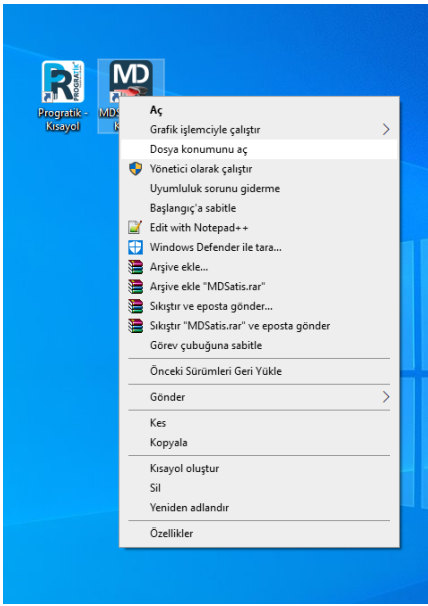 R PROGRATİK
MD
Progratik -
Kısayol
MDS
K
Aç
Grafik işlemciyle çalıştır
Dosya konumunu aç
Yönetici olarak çalıştır
Uyumluluk sorunu giderme
Başlangıç'a sabitle
Edit with Notepad++
Windows Defender ile tara...
Arşive ekle...
Arşive ekle "MDSatis.rar"
Sıkıştır ve eposta gönder...
Sıkıştır "MDSatis.rar" ve eposta gönder
Görev çubuğuna sabitle
Önceki Sürümleri Geri Yükle
Gönder
Kes
Kopyala
Kısayol oluştur
Sil
Yeniden adlandır
Özellikler